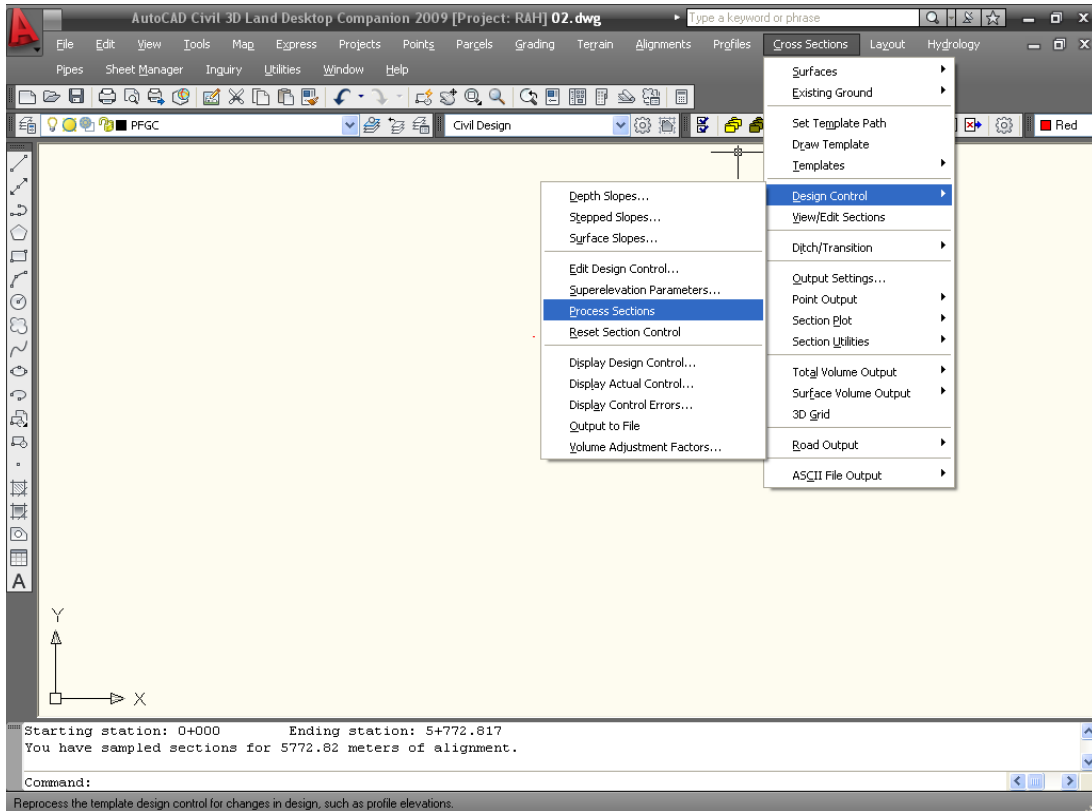 AutoCAD Civil 3D Land Desktop Companion 2009 [Project: RAH] 02.dwg
Type a keyword or phrase
File Edit View Tools Map Express Projects Points Parcels Grading Terrain Alignments Profiles Cross Sections Layout Hydrology
Pipes Sheet Manager Inquiry Utilities Window Help
PFGC
Civil Design
Red
Surfaces
Existing Ground
Set Template Path
Draw Template
Templates
Design Control
View/Edit Sections
Ditch/Transition
Output Settings...
Point Output
Section Plot
Section Utilities
Total Volume Output
Surface Volume Output
3D Grid
Road Output
ASCII File Output
Depth Slopes...
Stepped Slopes...
Surface Slopes...
Edit Design Control...
Superelevation Parameters...
Process Sections
Reset Section Control
Display Design Control...
Display Actual Control...
Display Control Errors...
Output to File
Volume Adjustment Factors...
A
Y
X
Starting station: 0+000 Ending station: 5+772.817
You have sampled sections for 5772.82 meters of alignment.
Command:
Reprocess the template design control for changes in design, such as profile elevations.